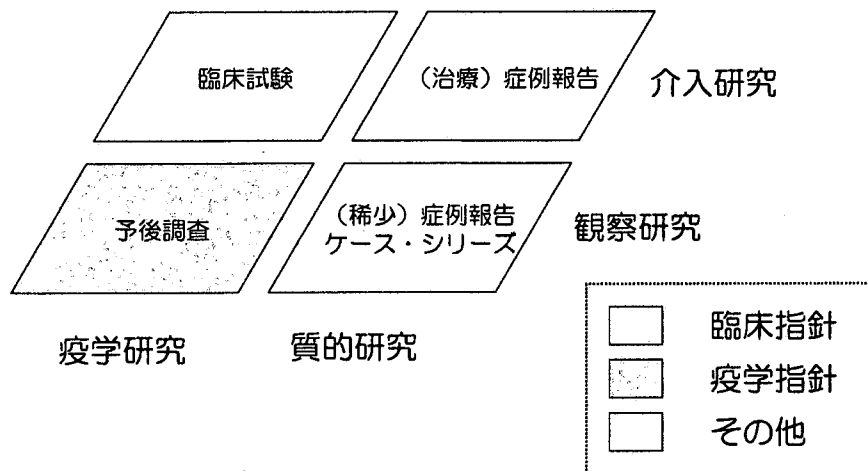 臨床試験
（治療）症例報告
介入研究
予後調査
（稀少）症例報告
ケース・シリーズ
観察研究
疫学研究
質的研究
臨床指針
疫学指針
その他